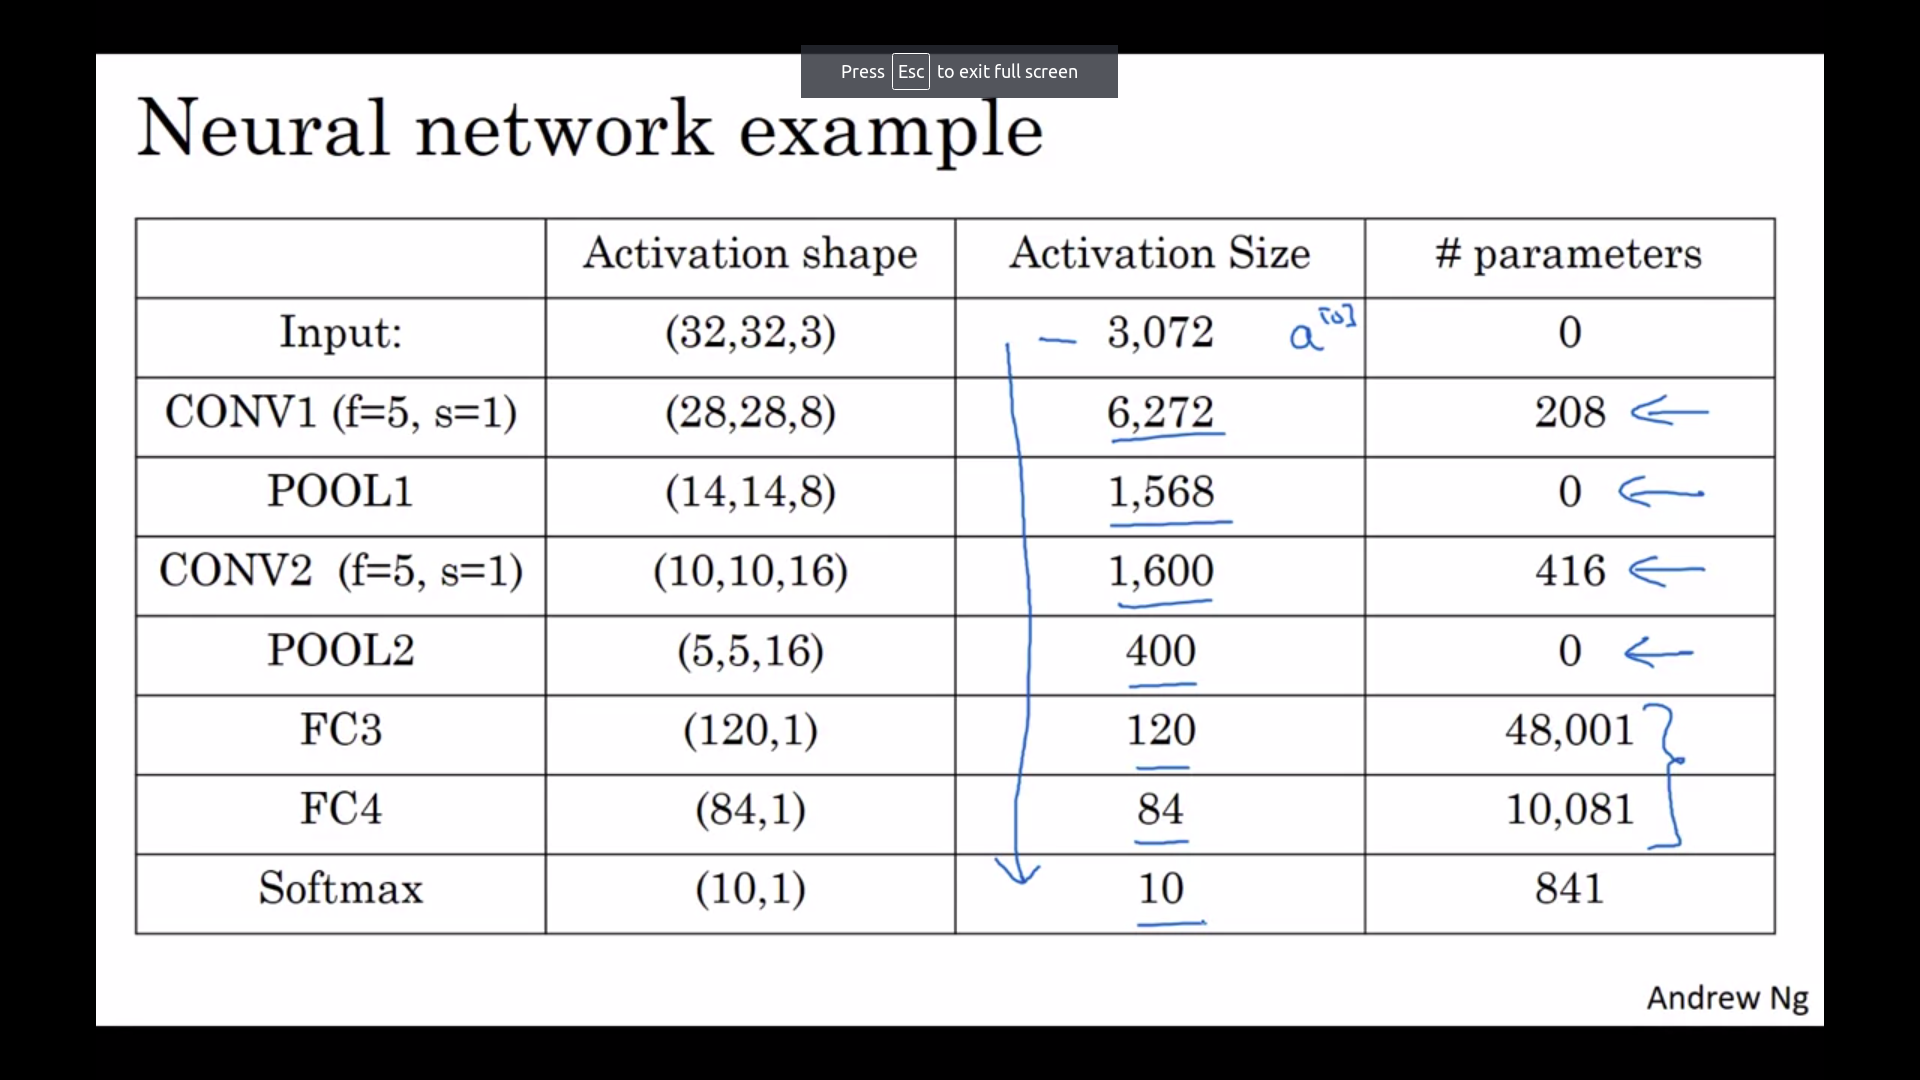 Press Esc to exit full screen
Neural network example
Activation shape Activation Size # parameters
Input: (32,32,3) 3,072 a[0] 0
CONV1 (f=5, s=1) (28,28,8) 6,272 208
POOL1 (14,14,8) 1,568 0
CONV2 (f=5, s=1) (10,10,16) 1,600 416
POOL2 (5,5,16) 400 0
FC3 (120,1) 120 48,001
FC4 (84,1) 84 10,081
Softmax (10,1) 10 841
Andrew Ng